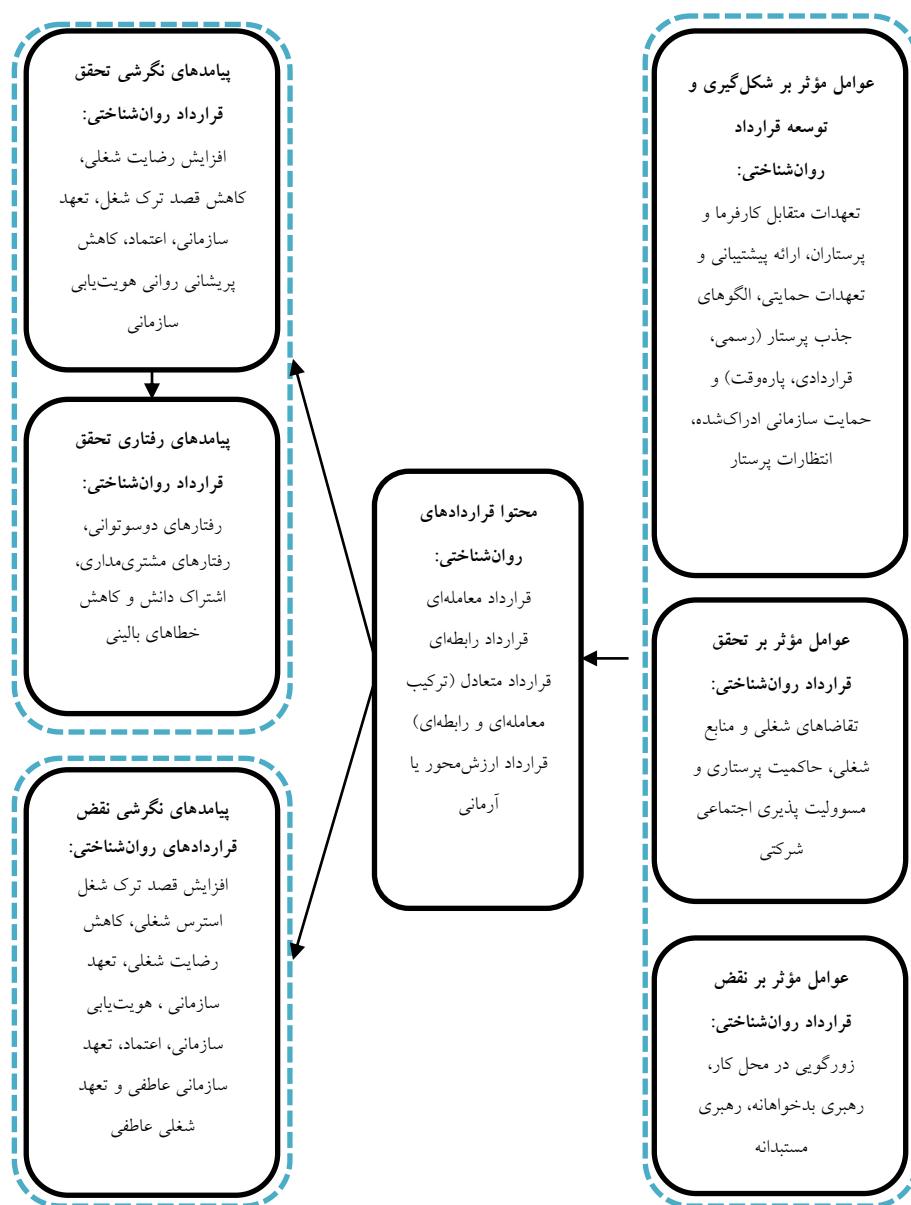 عوامل مؤثر بر شکل‌گیری و
توسعه قرارداد
روان‌شناختی:
تعهدات متقابل کارفرما و
پرستاران، ارائه پیشتیبانی و
تعهدات حمایتی، الگوهای
جذب پرستار (رسمی،
قراردادی، پاره‌وقت) و
حمایت سازمانی ادراک‌شده،
انتظارات پرستار
عوامل مؤثر بر تحقق
قرارداد روان‌شناختی:
تقاضاهای شغلی و منابع
شغلی، حاکمیت پرستاری و
مسوولیت پذیری اجتماعی
شرکتی
عوامل مؤثر بر نقض
قرارداد روان‌شناختی:
زورگویی در محل کار،
رهبری بدخواهانه، رهبری
مستبدانه
محتوا قراردادهای
روان‌شناختی:
قرارداد معامله‌ای
قرارداد رابطه‌ای
قرارداد متعادل (ترکیب
معامله‌ای و رابطه‌ای)
قرارداد ارزش‌محور یا
آرمانی
پیامدهای نگرشی تحقق
قرارداد روان‌شناختی:
افزایش رضایت شغلی،
کاهش قصد ترک شغل، تعهد
سازمانی، اعتماد، کاهش
پریشانی روانی هویت‌یابی
سازمانی
پیامدهای رفتاری تحقق
قرارداد روان‌شناختی:
رفتارهای دوسوتوانی،
رفتارهای مشتری‌مداری،
اشتراک دانش و کاهش
خطاهای بالینی
پیامدهای نگرشی نقض
قراردادهای روان‌شناختی:
افزایش قصد ترک شغل
استرس شغلی، کاهش
رضایت شغلی، تعهد
سازمانی ، هویت‌یابی
سازمانی، اعتماد، تعهد
سازمانی عاطفی و تعهد
شغلی عاطفی